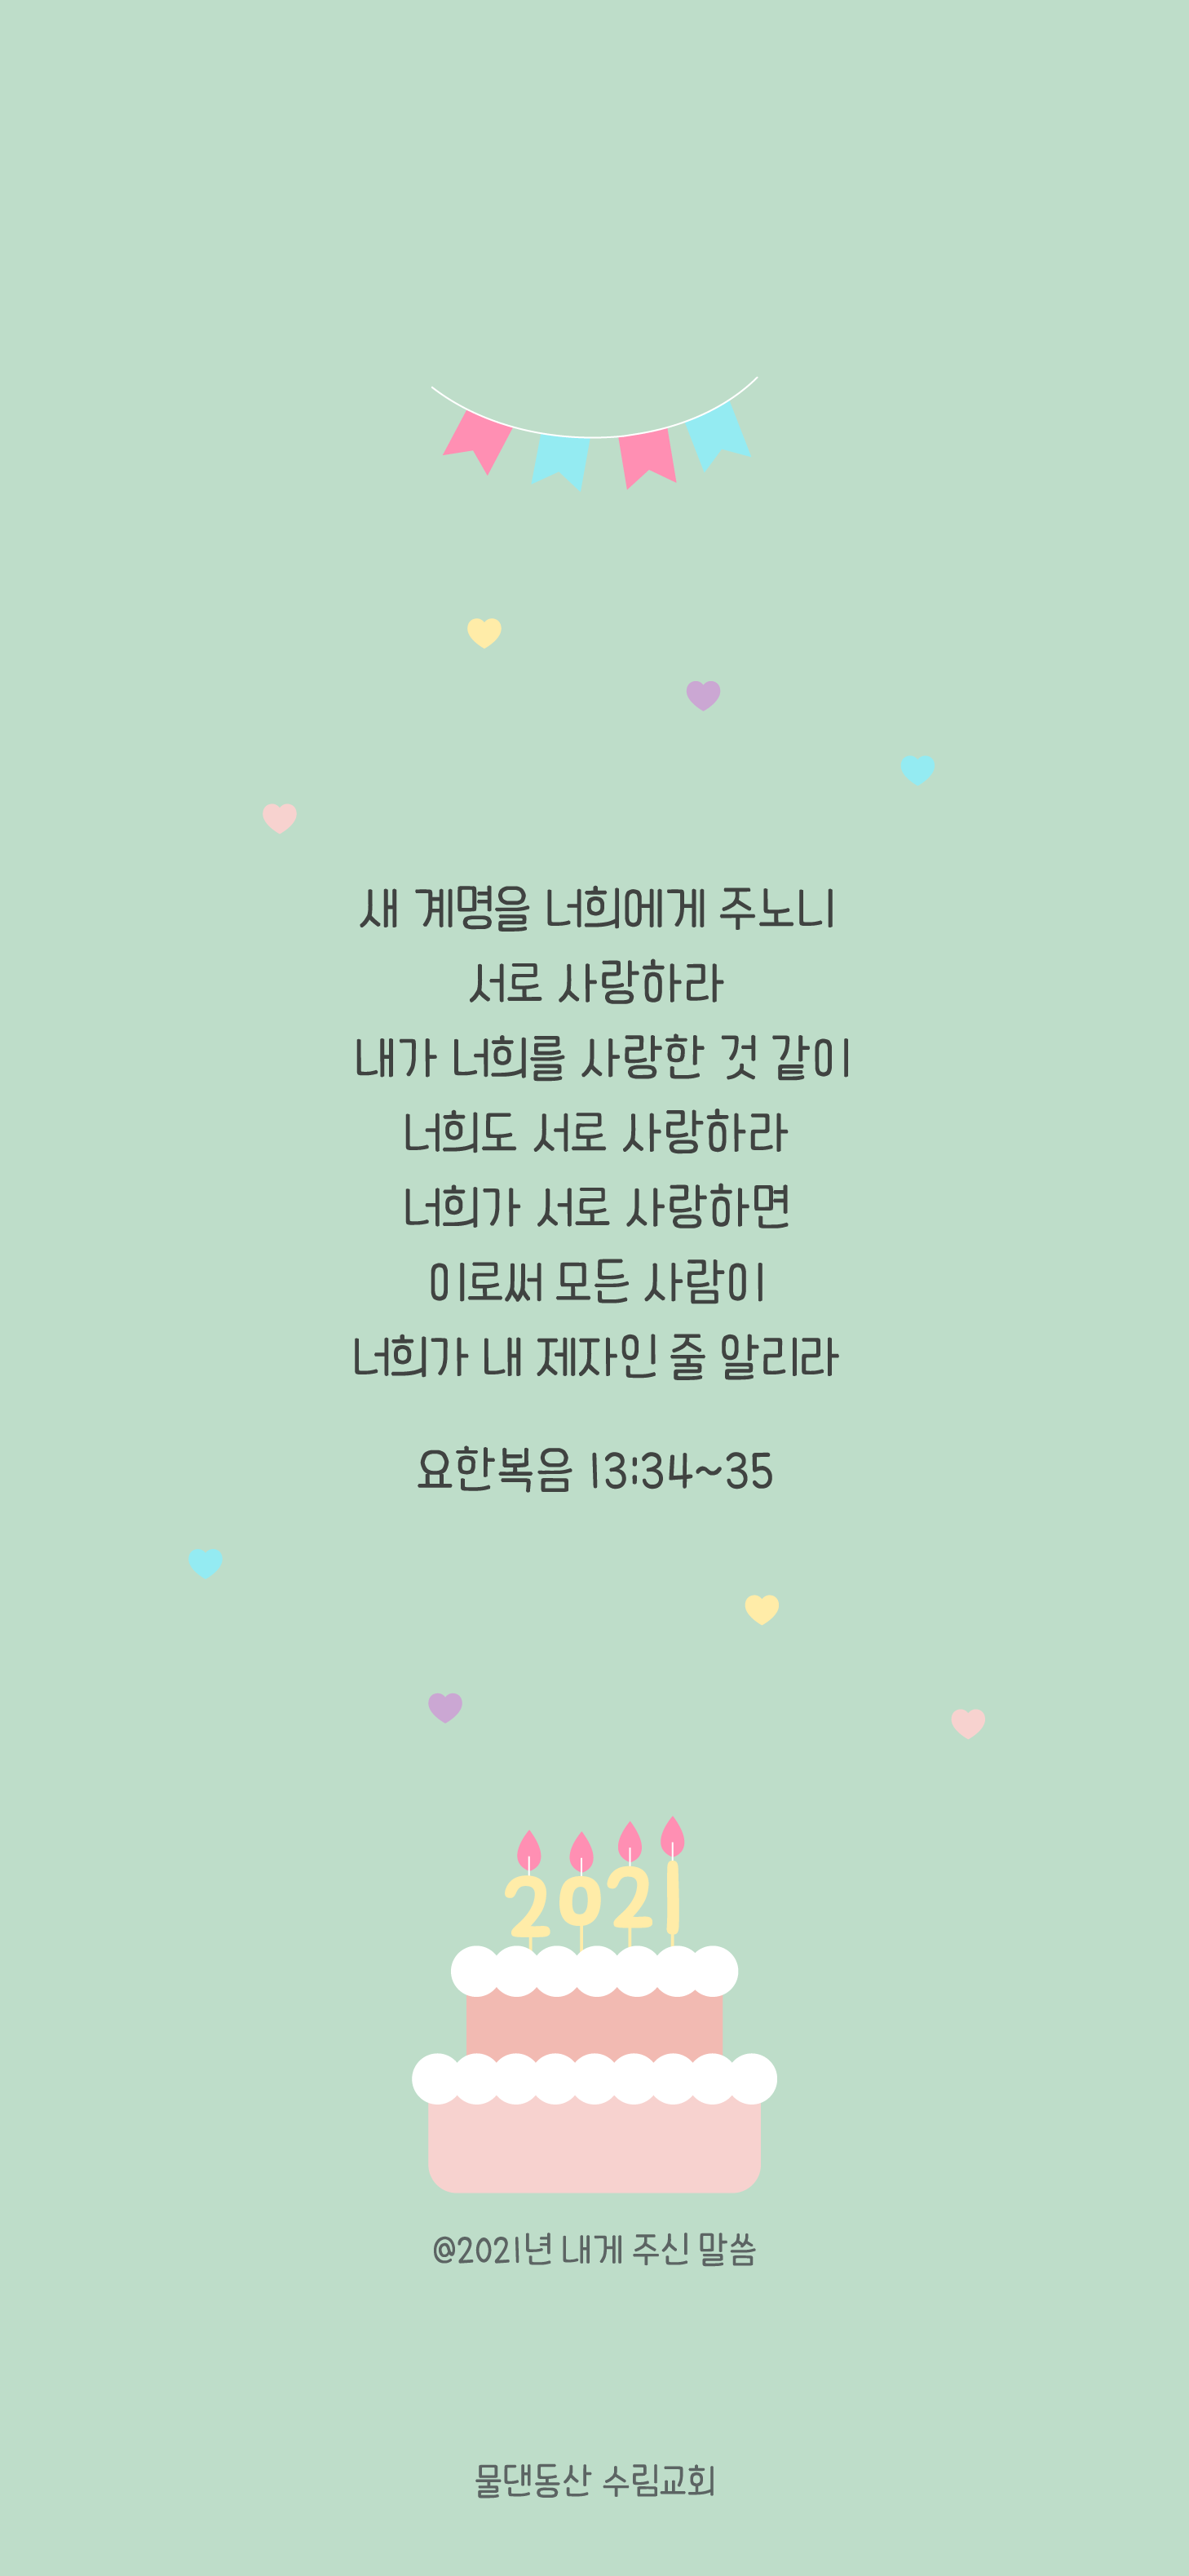 새 계명을 너희에게 주노니
서로 사랑하라
내가 너희를 사랑한 것 같이
너희도 서로 사랑하라
너희가 서로 사랑하면
이로써 모든 사람이
너희가 내 제자인 줄 알리라
요한복음 13:34~35
2021
@2021년 내게 주신 말씀
물댄동산 수림교회